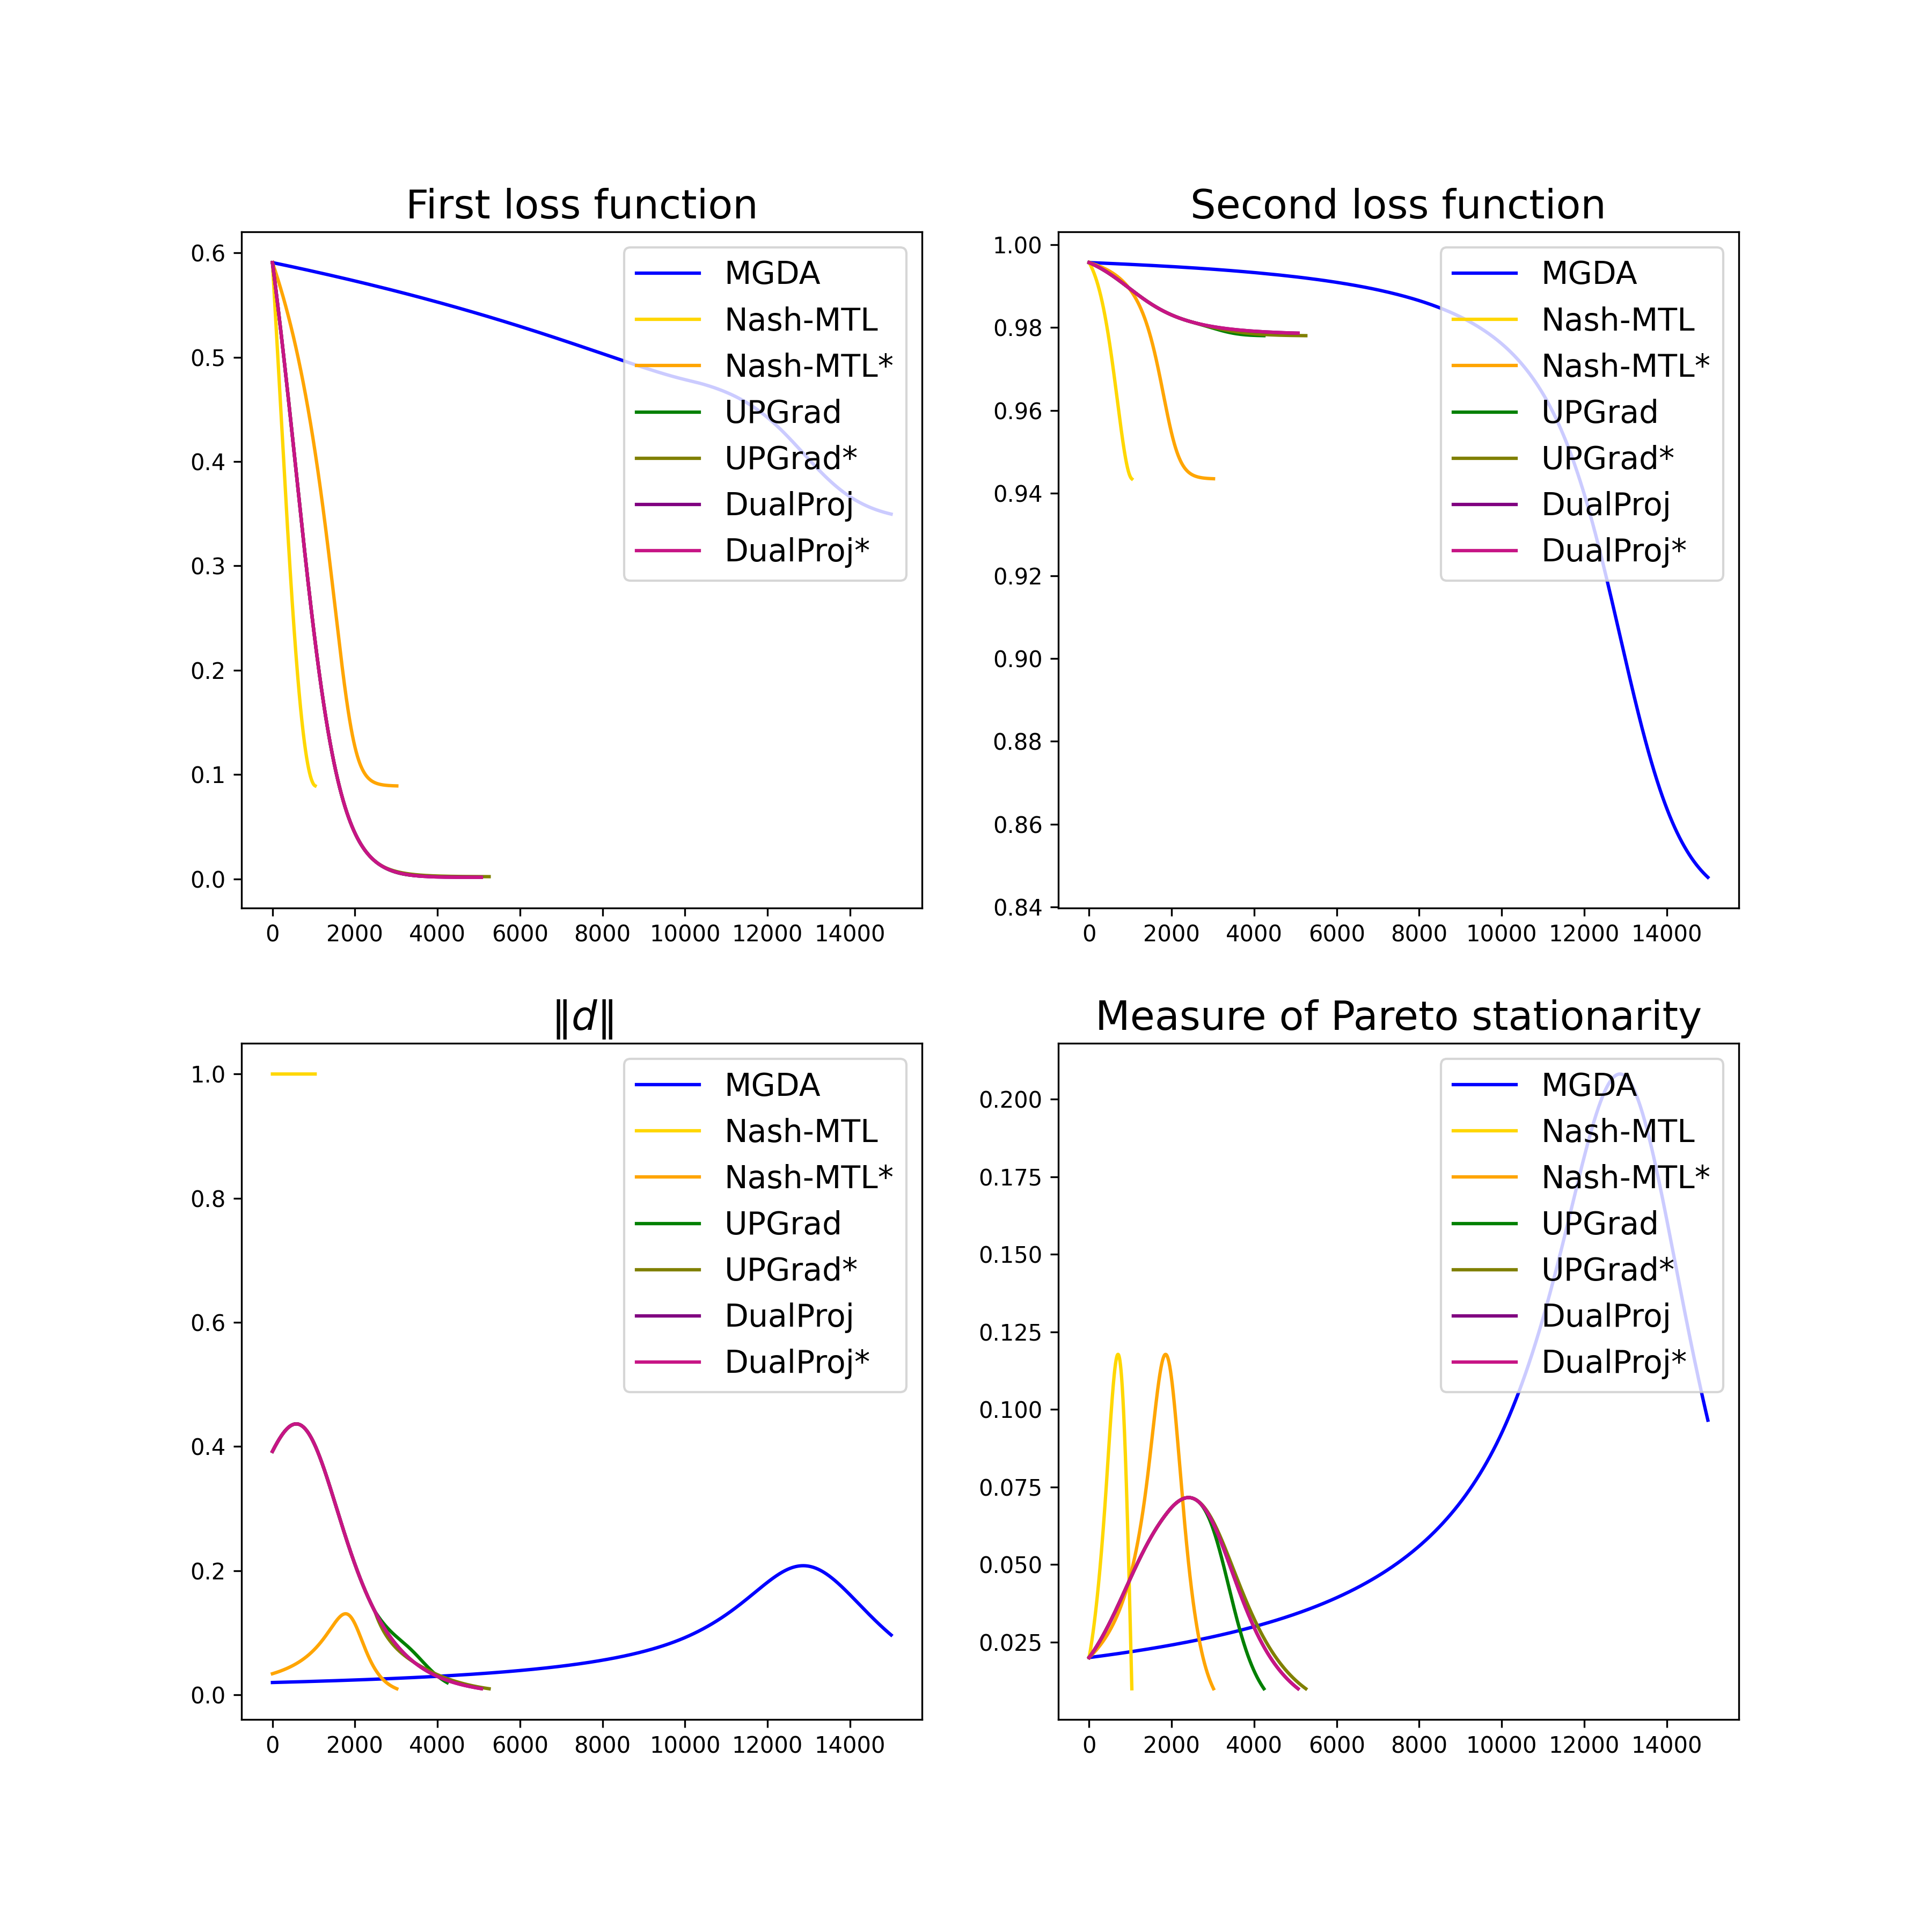 First loss function
0.6
0.5
0.4
0.3
0.2
0.1
0.0
0
2000
4000
6000
8000
10000
12000
14000
MGDA
Nash-MTL
Nash-MTL*
UPGrad
UPGrad*
DualProj
DualProj*
Second loss function
1.00
0.98
0.96
0.94
0.92
0.90
0.88
0.86
0.84
0
2000
4000
6000
8000
10000
12000
14000
MGDA
Nash-MTL
Nash-MTL*
UPGrad
UPGrad*
DualProj
DualProj*
‖d‖
1.0
0.8
0.6
0.4
0.2
0.0
0
2000
4000
6000
8000
10000
12000
14000
MGDA
Nash-MTL
Nash-MTL*
UPGrad
UPGrad*
DualProj
DualProj*
Measure of Pareto stationarity
0.200
0.175
0.150
0.125
0.100
0.075
0.050
0.025
0
2000
4000
6000
8000
10000
12000
14000
MGDA
Nash-MTL
Nash-MTL*
UPGrad
UPGrad*
DualProj
DualProj*